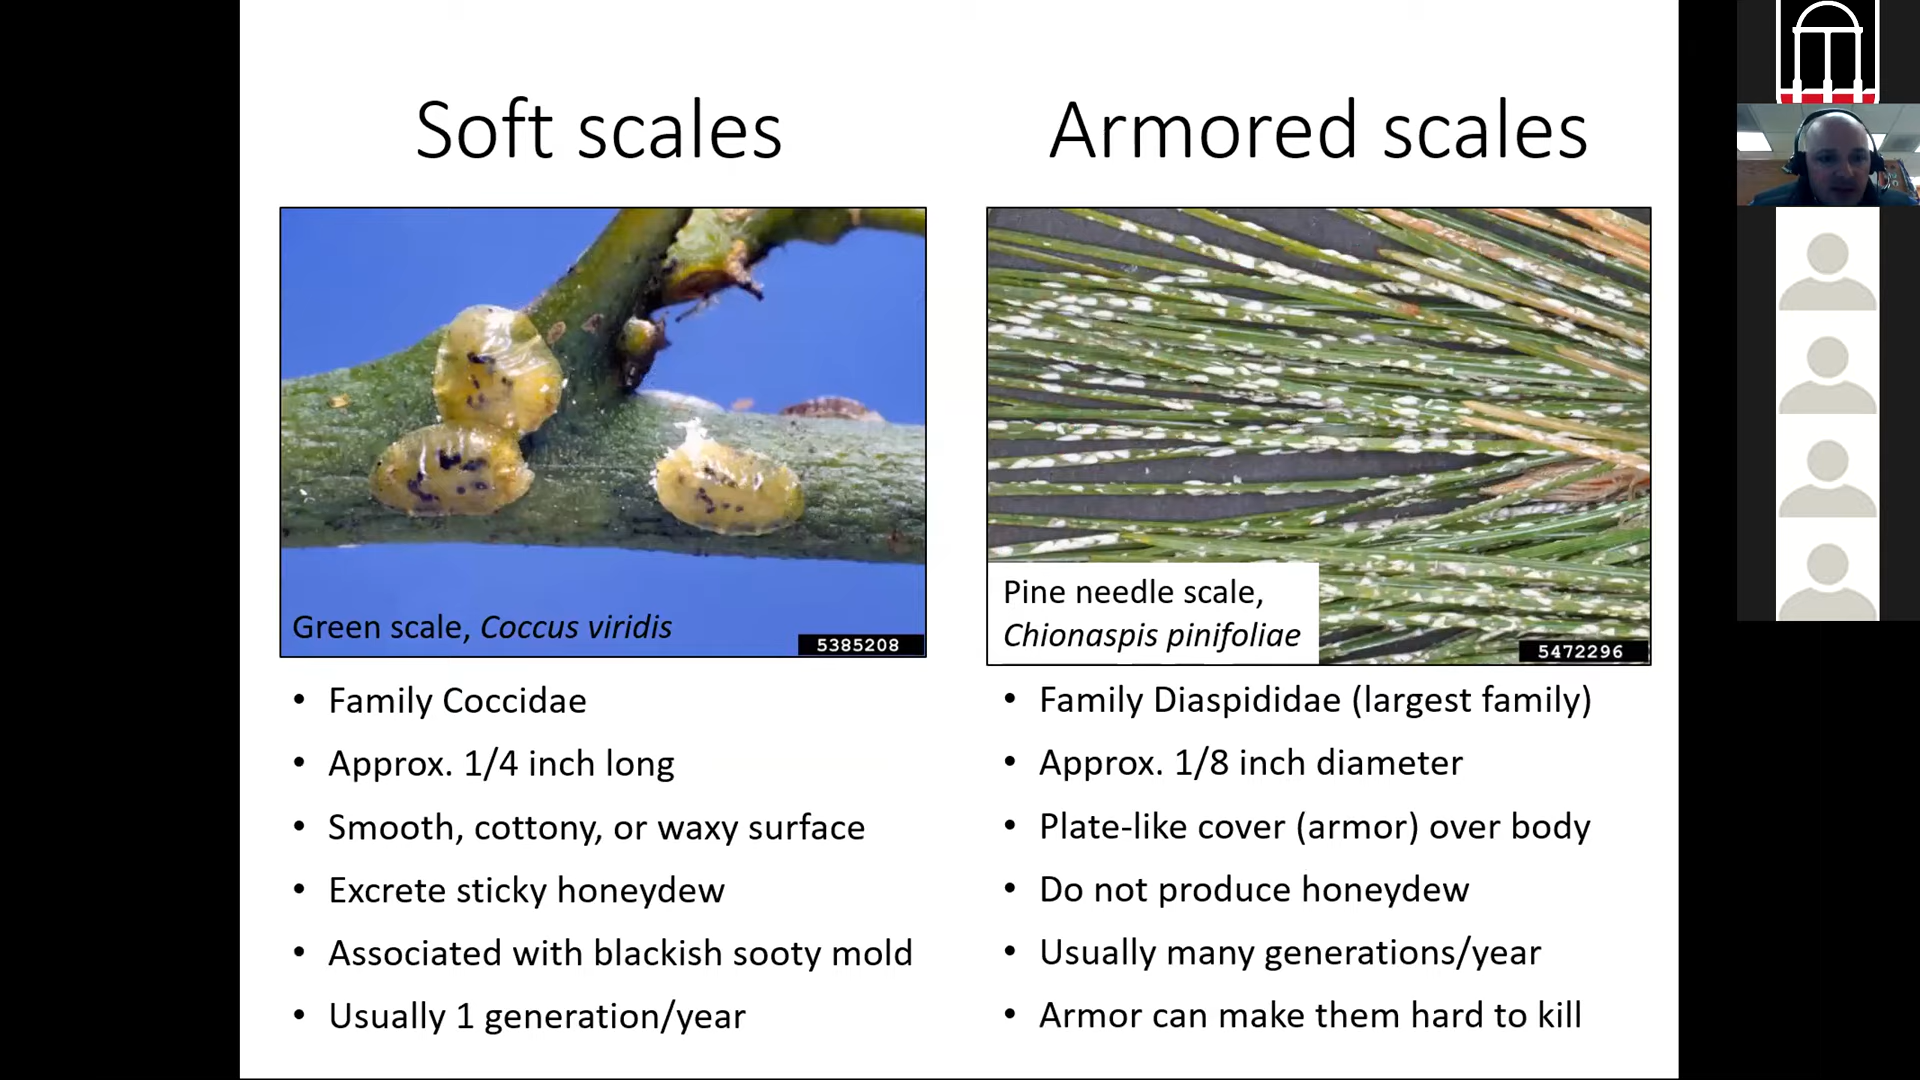 Soft scales
Green scale, Coccus viridis
5385208
• Family Coccidae
• Approx. 1/4 inch long
• Smooth, cottony, or waxy surface
• Excrete sticky honeydew
• Associated with blackish sooty mold
• Usually 1 generation/year
Armored scales
Pine needle scale,
Chionaspis pinifoliae
5472296
• Family Diaspididae (largest family)
• Approx. 1/8 inch diameter
• Plate-like cover (armor) over body
• Do not produce honeydew
• Usually many generations/year
• Armor can make them hard to kill